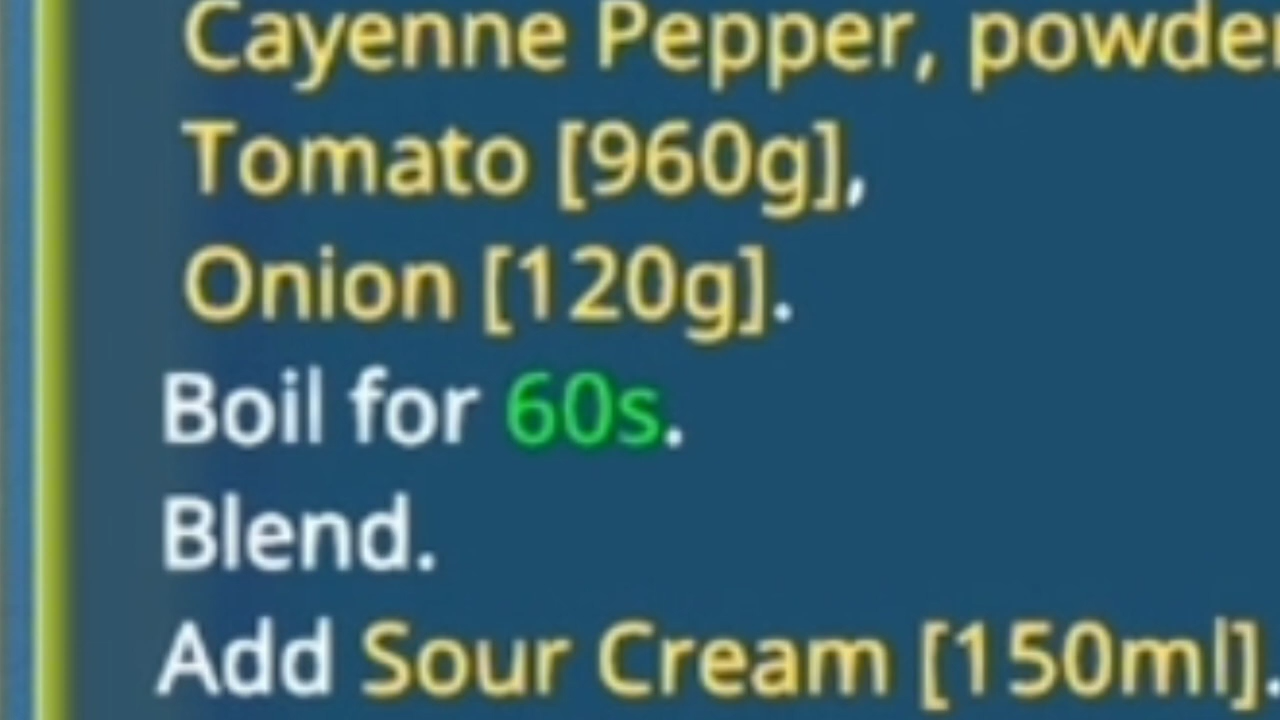 Cayenne Pepper, powder
Tomato [960g],
Onion [120g].
Boil for 60s.
Blend.
Add Sour Cream [150ml].